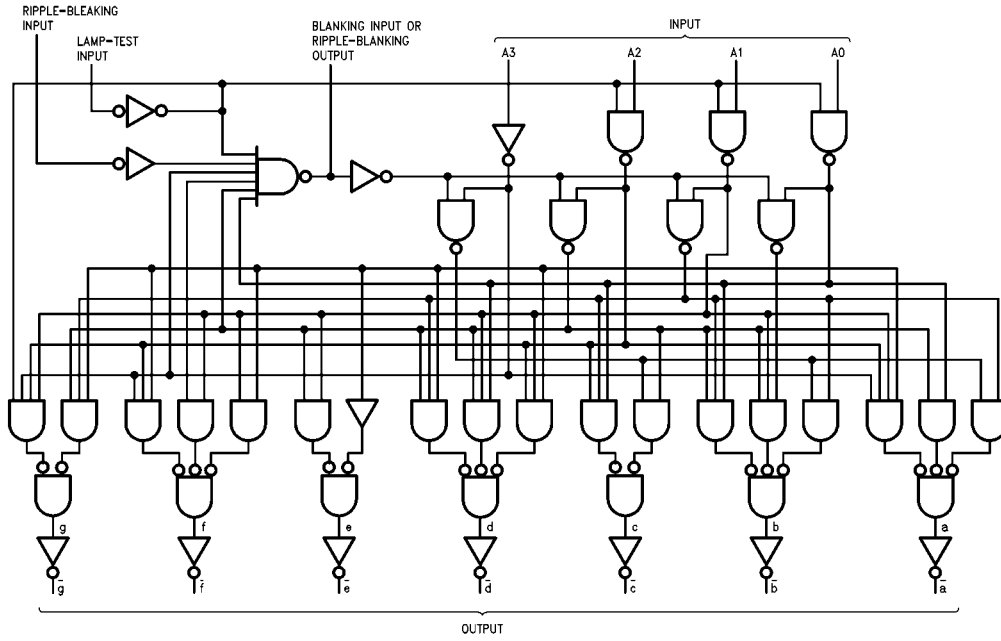 RIPPLE-BLEAKING
INPUT
LAMP-TEST
INPUT
BLANKING INPUT OR
RIPPLE-BLANKING
OUTPUT
INPUT
A3
A2
A1
A0
g
f
e
d
c
b
a
g̅
f̅
e̅
d̅
c̅
b̅
a̅
OUTPUT